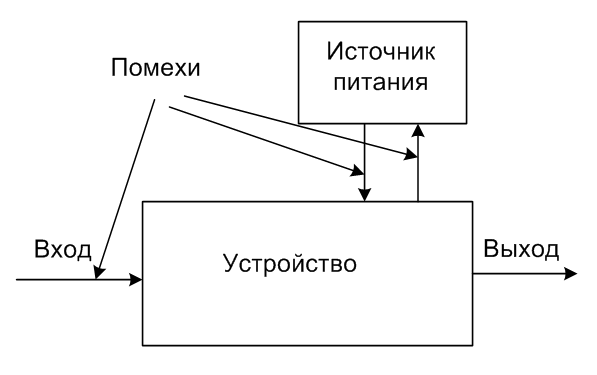 Источник
питания
Помехи
Вход
Устройство
Выход